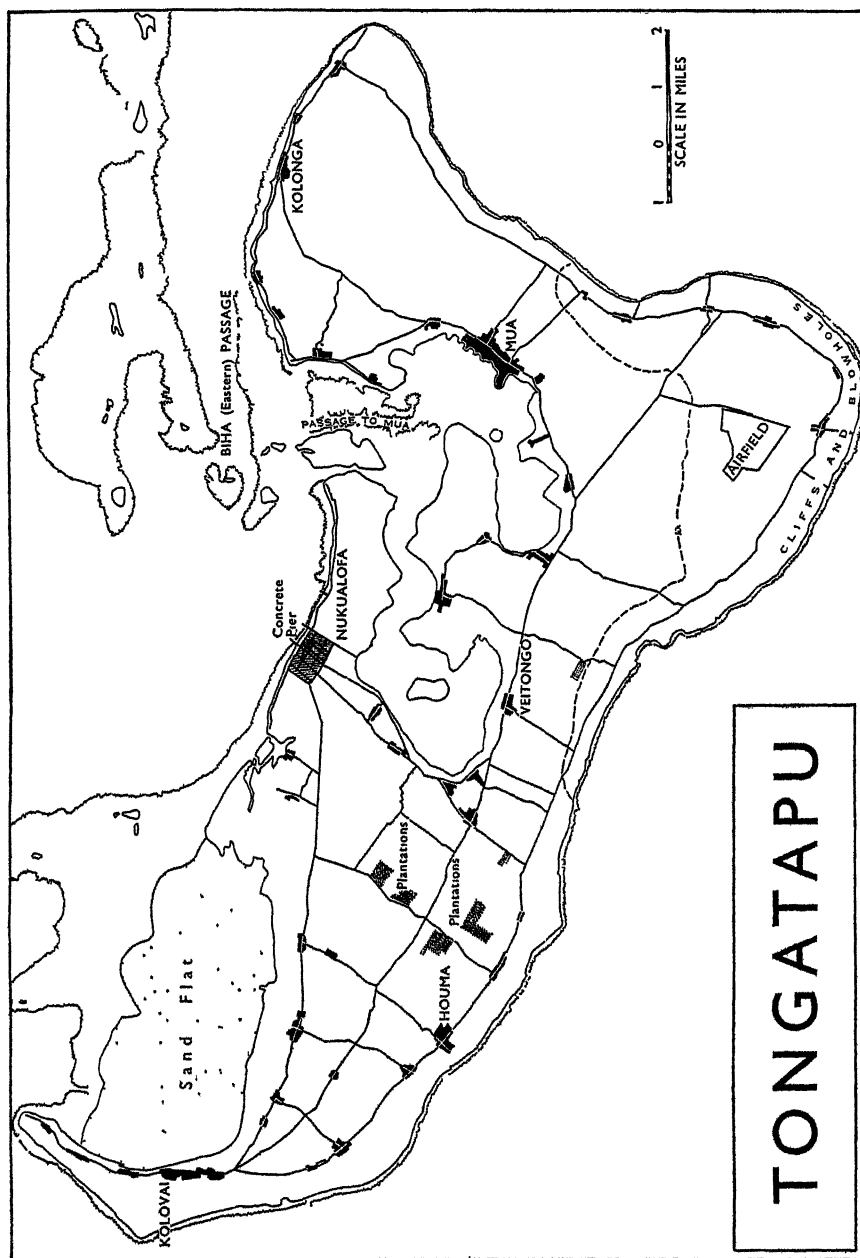 TONGATAPU
KOLOVAI
Sand Flat
HOUMA
Plantations
Plantations
Concrete
Pier
NUKUALOFA
VEITONGO
BIHA (Eastern) PASSAGE
PASSAGE TO MUA
MUA
KOLONGA
AIRFIELD
CLIFFS AND BLOWHOLES
1 0 1 2
SCALE IN MILES